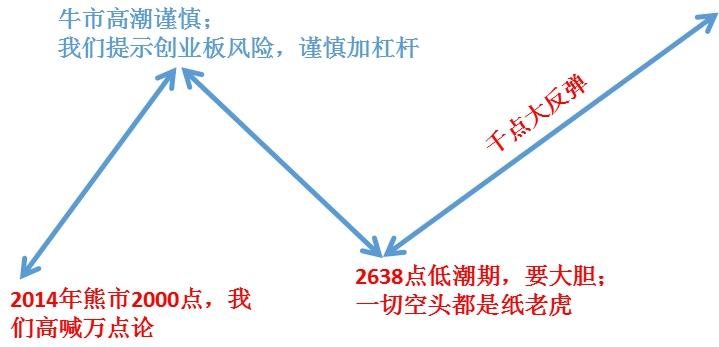 牛市高潮谨慎；
我们提示创业板风险，谨慎加杠杆
千点大反弹
2014年熊市2000点，我
们高喊万点论
2638点低潮期，要大胆；
一切空头都是纸老虎